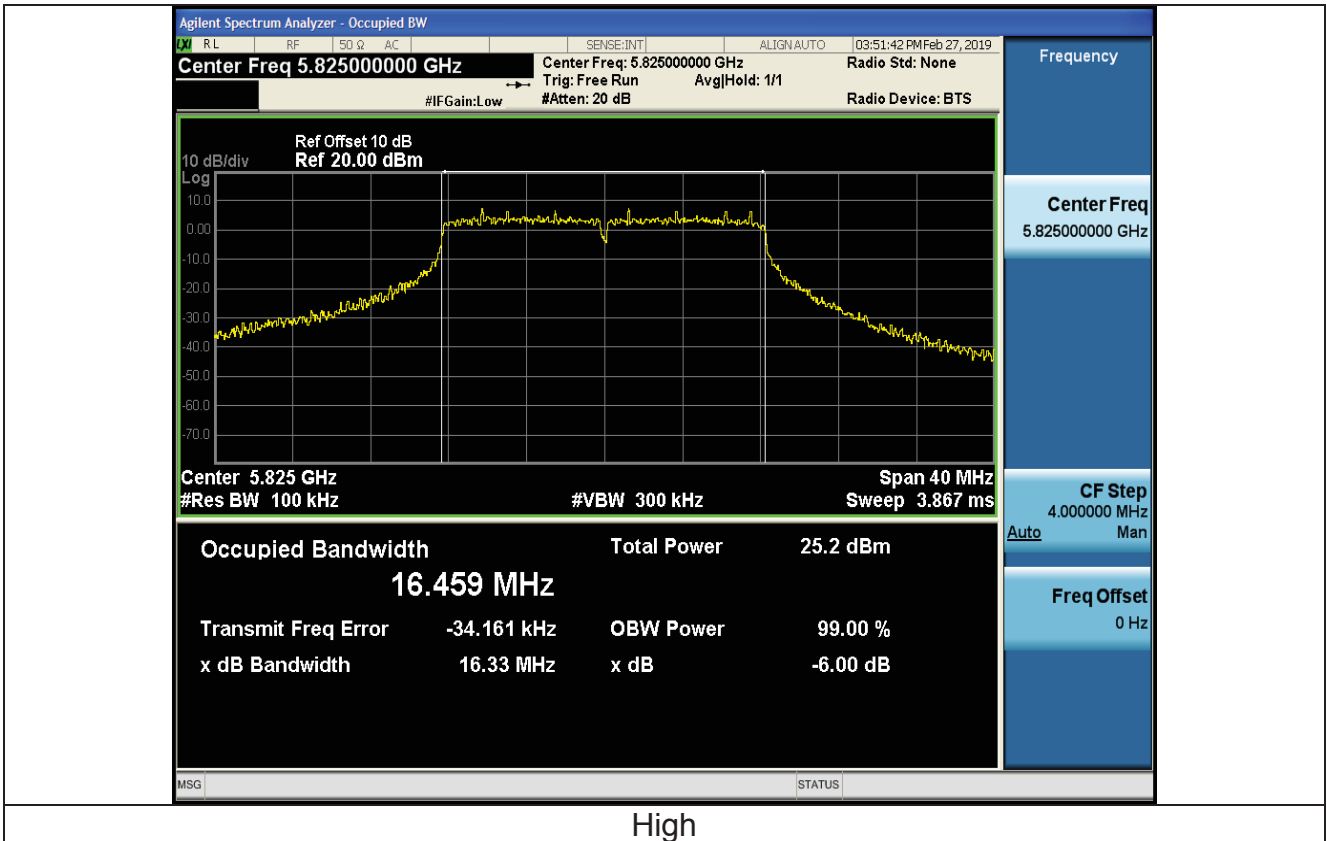 Agilent Spectrum Analyzer - Occupied BW
LXI RL RF 50 Ω AC SENSE:INT ALIGNAUTO 03:51:42 PM Feb 27, 2019
Center Freq 5.825000000 GHz
Center Freq: 5.825000000 GHz
Radio Std: None
Trig: Free Run Avg|Hold: 1/1
#IFGain:Low
#Atten: 20 dB
Radio Device: BTS
Ref Offset 10 dB
10 dB/div Ref 20.00 dBm
Log
10.0
0.00
-10.0
-20.0
-30.0
-40.0
-50.0
-60.0
-70.0
Center 5.825 GHz Span 40 MHz
#Res BW 100 kHz #VBW 300 kHz Sweep 3.867 ms
Occupied Bandwidth Total Power 25.2 dBm
16.459 MHz
Transmit Freq Error -34.161 kHz OBW Power 99.00 %
x dB Bandwidth 16.33 MHz x dB -6.00 dB
Frequency
Center Freq
5.825000000 GHz
CF Step
4.000000 MHz
Auto Man
Freq Offset
0 Hz
MSG STATUS
High